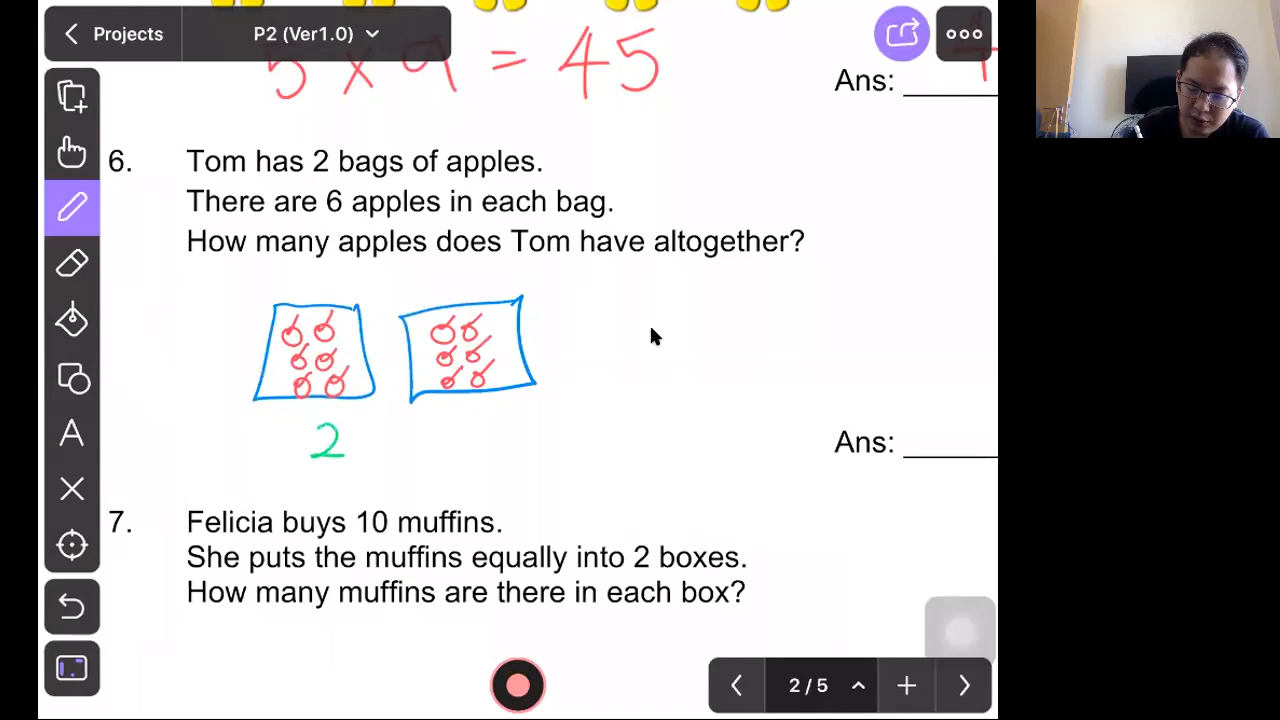 Projects
P2 (Ver1.0)
5 x 9 = 45
Ans:
6. Tom has 2 bags of apples.
There are 6 apples in each bag.
How many apples does Tom have altogether?
2
Ans:
7. Felicia buys 10 muffins.
She puts the muffins equally into 2 boxes.
How many muffins are there in each box?
A
2 / 5